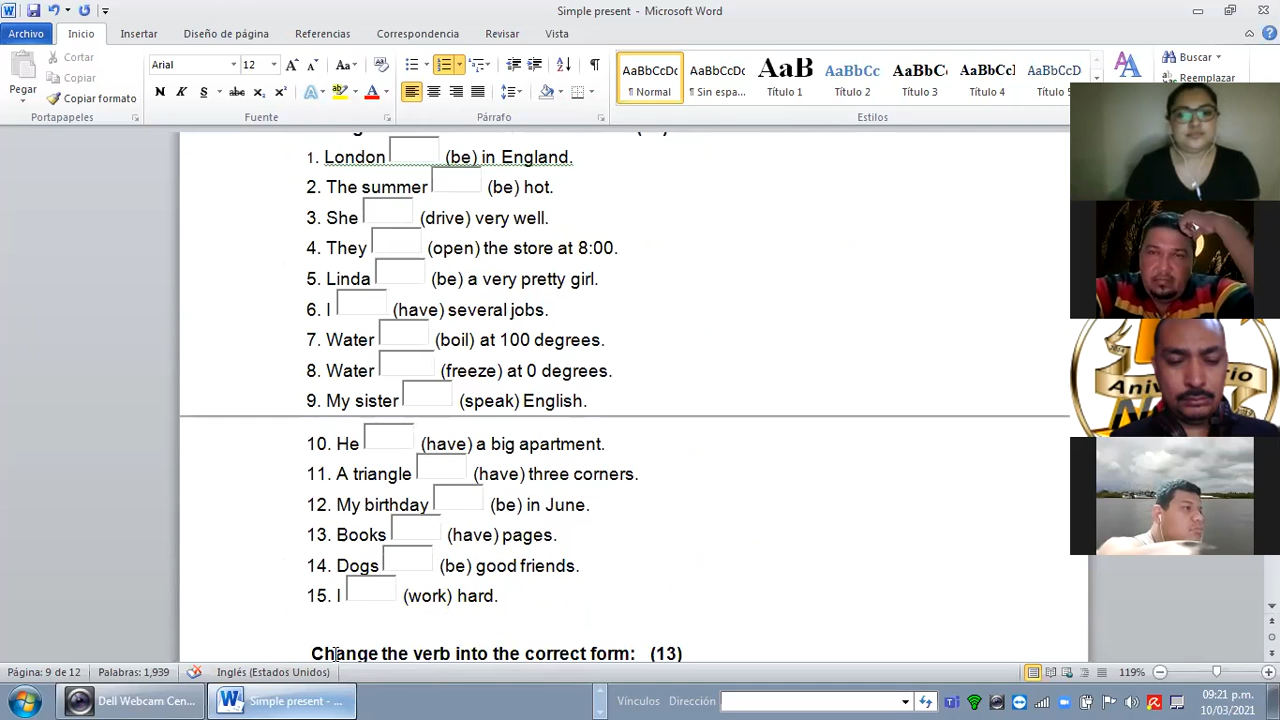 Simple present - Microsoft Word
Archivo Inicio Insertar Diseño de página Referencias Correspondencia Revisar Vista
Pegar
Cortar
Copiar
Copiar formato
Portapapeles
Arial 12
Fuente
Párrafo
AaBbCcDc ¶ Normal
AaBbCcDc ¶ Sin espa...
AaB Título 1
AaBbCc Título 2
AaBbCc Título 3
AaBbCcI Título 4
AaBbCcD Título 5
Estilos
Buscar
Reemplazar
1. London (be) in England.
2. The summer (be) hot.
3. She (drive) very well.
4. They (open) the store at 8:00.
5. Linda (be) a very pretty girl.
6. I (have) several jobs.
7. Water (boil) at 100 degrees.
8. Water (freeze) at 0 degrees.
9. My sister (speak) English.
10. He (have) a big apartment.
11. A triangle (have) three corners.
12. My birthday (be) in June.
13. Books (have) pages.
14. Dogs (be) good friends.
15. I (work) hard.
Change the verb into the correct form: (13)
Página: 9 de 12 Palabras: 1,939 Inglés (Estados Unidos) 119%
Dell Webcam Cen... Simple present - ... Vínculos Dirección
09:21 p.m.
10/03/2021